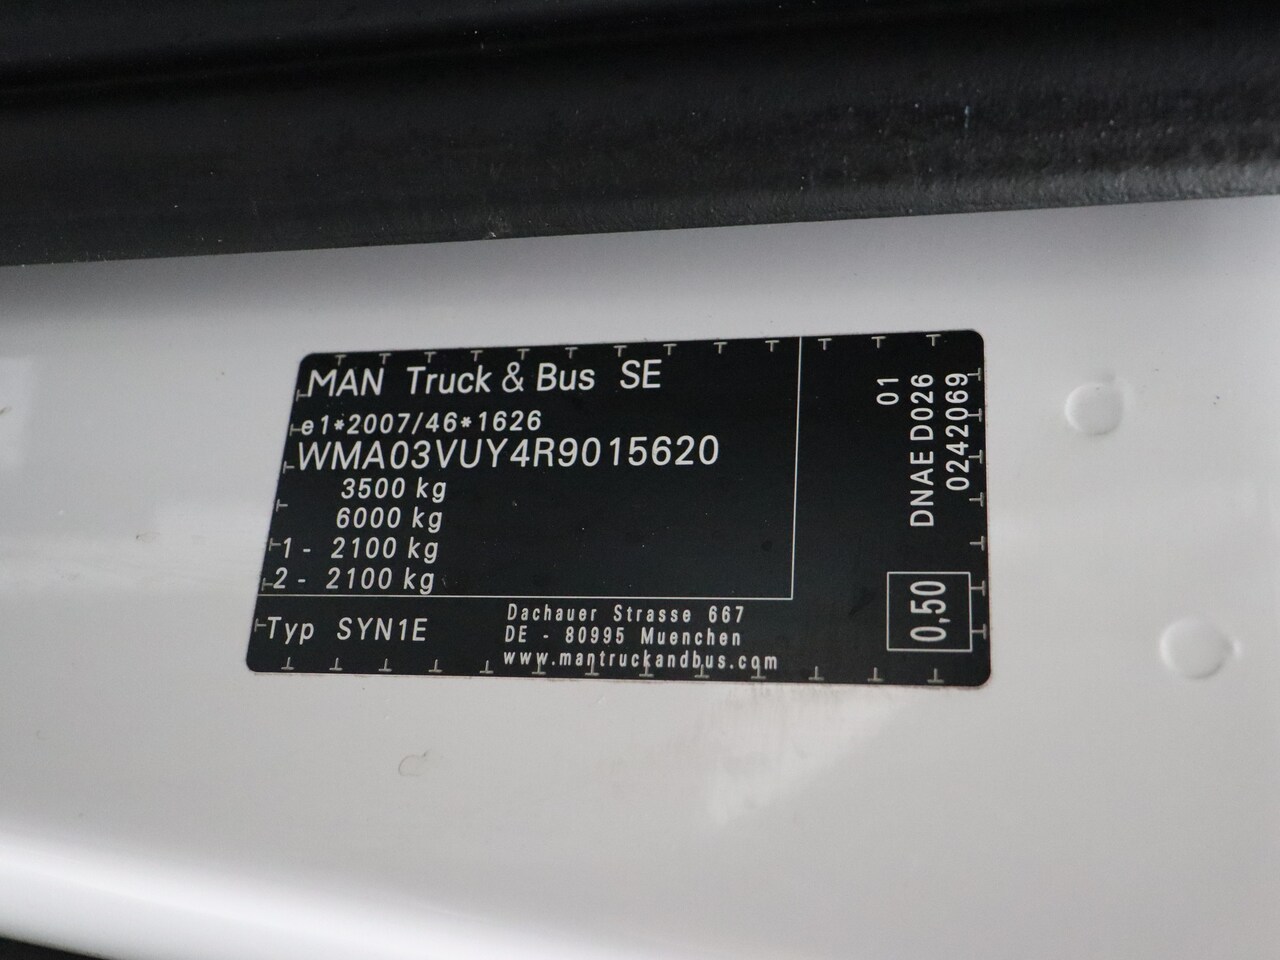 MAN Truck & Bus SE
e1*2007/46*1626
WMA03VUY4R9015620
3500 kg
6000 kg
1 - 2100 kg
2 - 2100 kg
Typ SYN1E
Dachauer Strasse 667
DE - 80995 Muenchen
www.mantruckandbus.com
01
DNAE D026
0242069
0,50